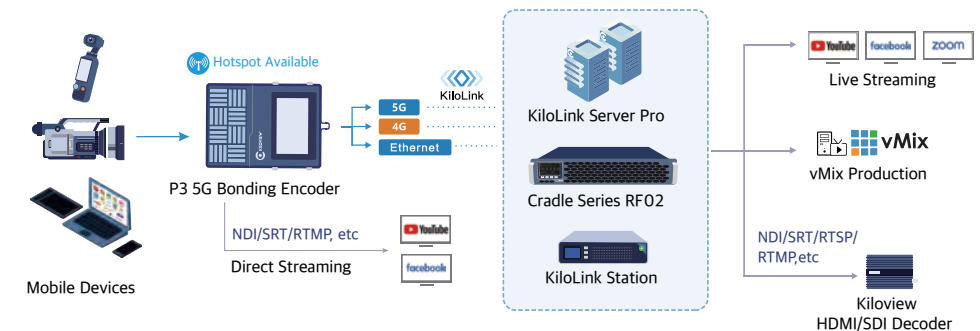 Hotspot Available
KILOVIEW
P3 5G Bonding Encoder
Mobile Devices
NDI/SRT/RTMP, etc
Direct Streaming
YouTube
facebook
5G
4G
Ethernet
KiloLink
KiloLink Server Pro
Cradle Series RF02
KiloLink Station
YouTube
facebook
zoom
Live Streaming
vMix
vMix Production
NDI/SRT/RTSP/
RTMP,etc
Kiloview
HDMI/SDI Decoder